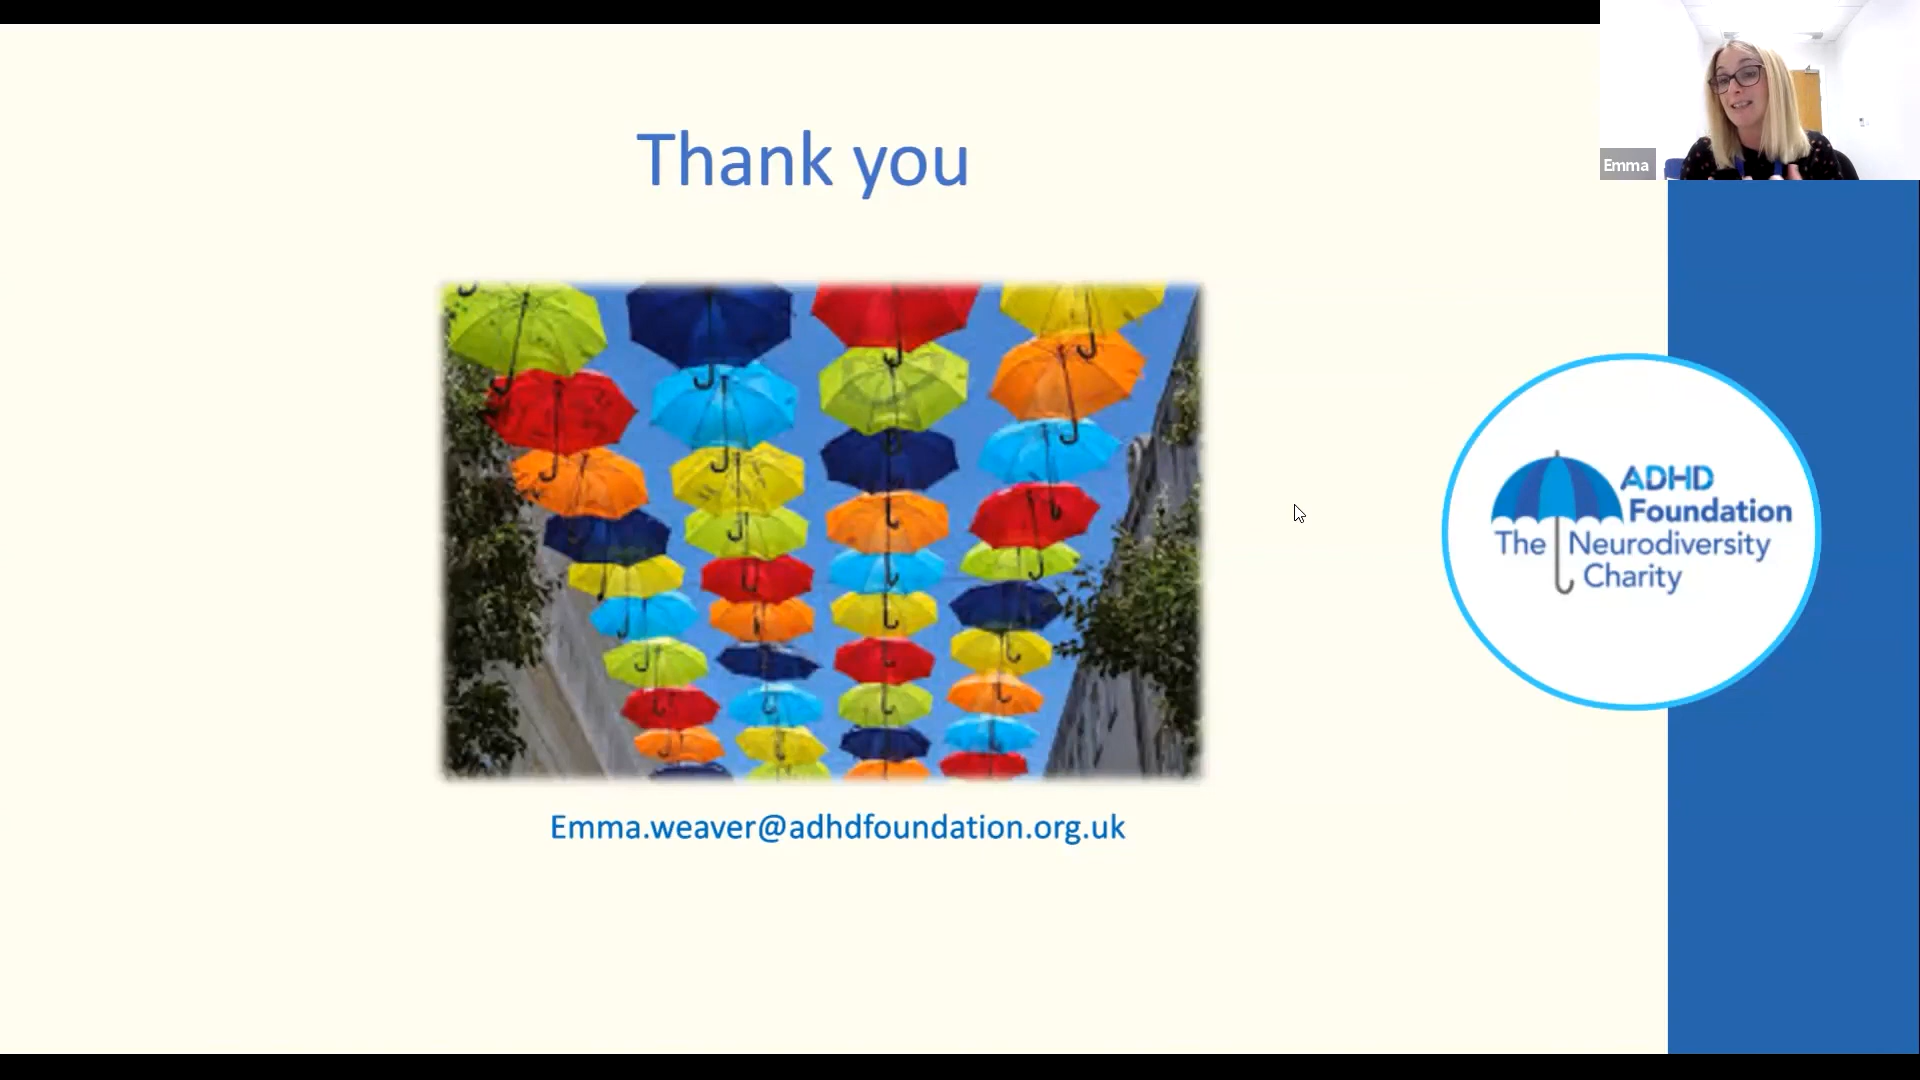 Thank you
Emma
ADHD
Foundation
The Neurodiversity
Charity
Emma.weaver@adhdfoundation.org.uk